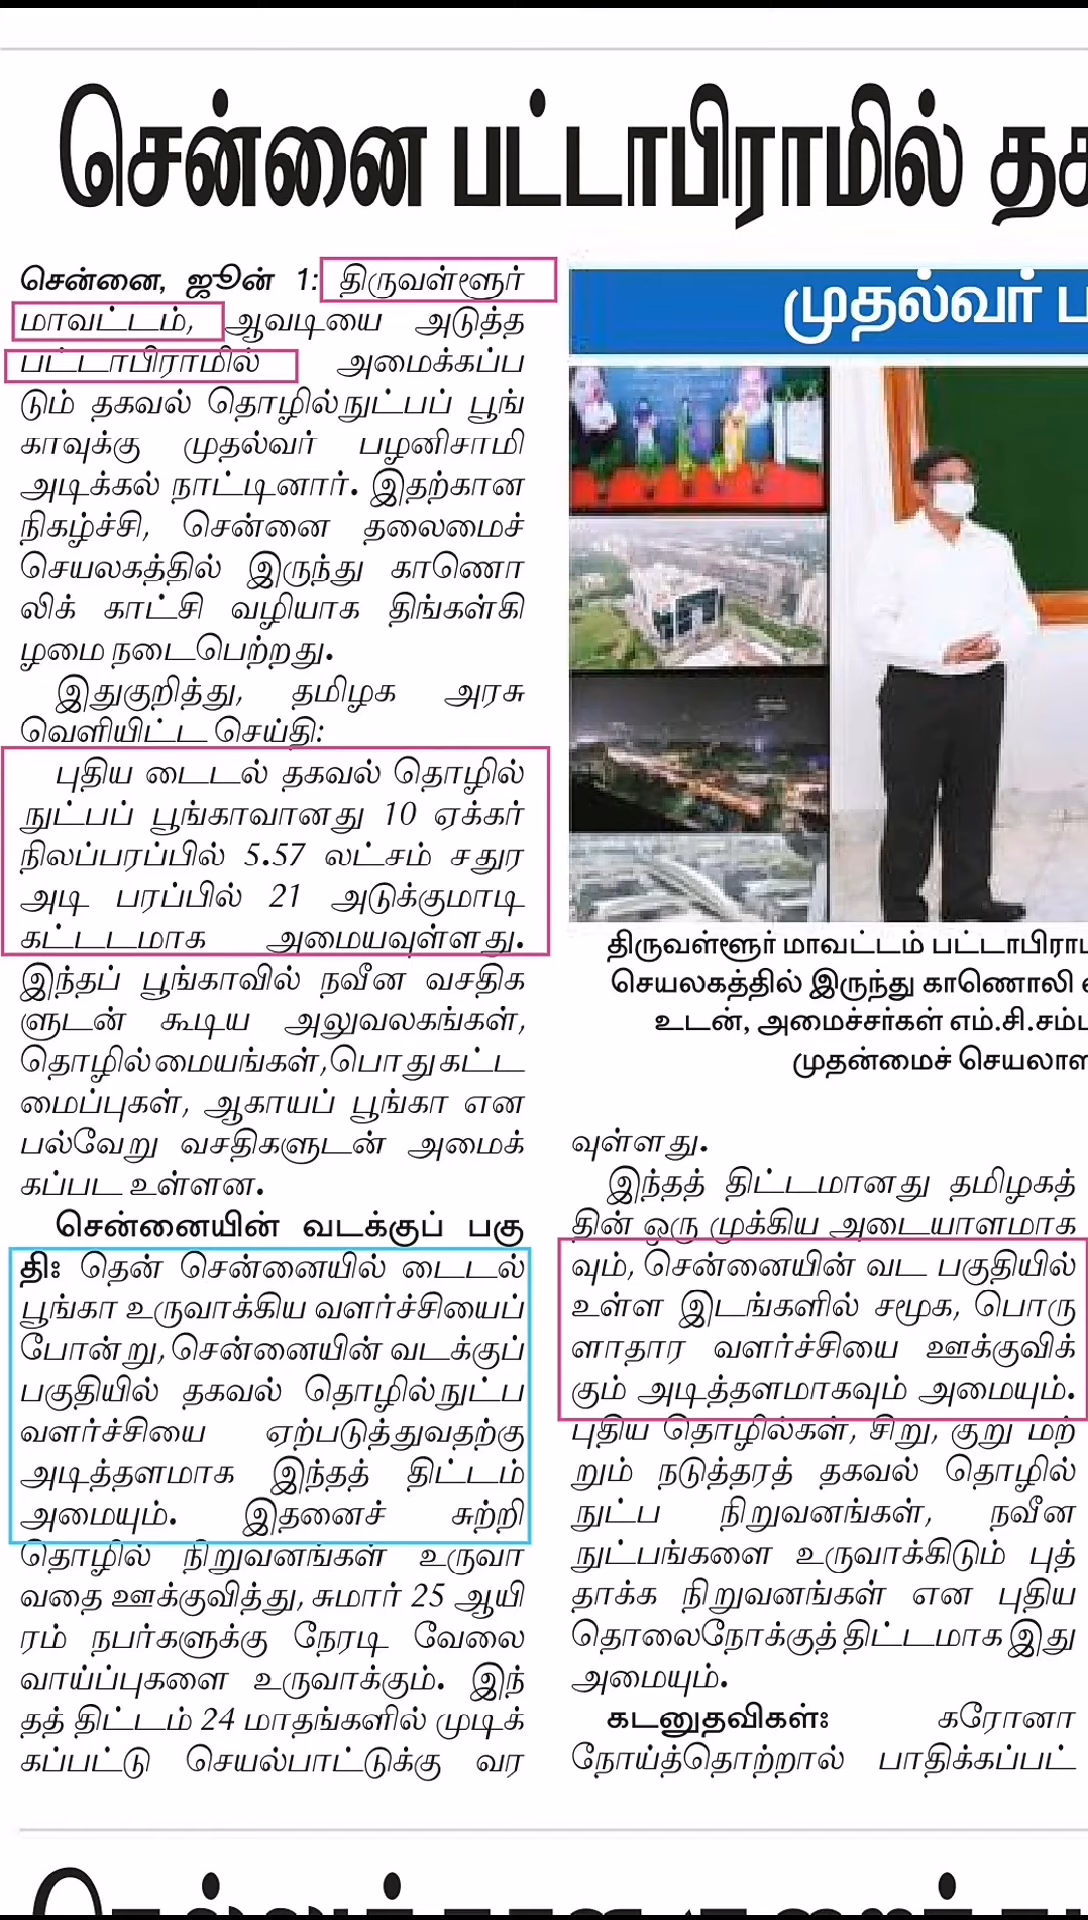 சென்னை பட்டாபிராமில்
சென்னை, ஜூன் 1: திருவள்ளூர்
மாவட்டம், ஆவடியை அடுத்த
பட்டாபிராமில் அமைக்கப்ப
டும் தகவல் தொழில்நுட்பப் பூங்
காவுக்கு முதல்வர் பழனிசாமி
அடிக்கல் நாட்டினார். இதற்கான
நிகழ்ச்சி, சென்னை தலைமைச்
செயலகத்தில் இருந்து காணொ
லிக் காட்சி வழியாக திங்கள்கி
ழமை நடைபெற்றது.
இதுகுறித்து, தமிழக அரசு
வெளியிட்ட செய்தி:
புதிய டைடல் தகவல் தொழில்
நுட்பப் பூங்காவானது 10 ஏக்கர்
நிலப்பரப்பில் 5.57 லட்சம் சதுர
அடி பரப்பில் 21 அடுக்குமாடி
கட்டடமாக அமையவுள்ளது.
இந்தப் பூங்காவில் நவீன வசதிக
ளுடன் கூடிய அலுவலகங்கள்,
தொழில்மையங்கள்,பொதுகட்ட
மைப்புகள், ஆகாயப் பூங்கா என
பல்வேறு வசதிகளுடன் அமைக்
கப்பட உள்ளன.
சென்னையின் வடக்குப் பகு
தி: தென் சென்னையில் டைடல்
பூங்கா உருவாக்கிய வளர்ச்சியைப்
போன்று, சென்னையின் வடக்குப்
பகுதியில் தகவல் தொழில்நுட்ப
வளர்ச்சியை ஏற்படுத்துவதற்கு
அடித்தளமாக இந்தத் திட்டம்
அமையும். இதனைச் சுற்றி
தொழில் நிறுவனங்கள் உருவா
வதை ஊக்குவித்து, சுமார் 25 ஆயி
ரம் நபர்களுக்கு நேரடி வேலை
வாய்ப்புகளை உருவாக்கும். இந்
தத் திட்டம் 24 மாதங்களில் முடிக்
கப்பட்டு செயல்பாட்டுக்கு வர
முதல்வர்
திருவள்ளூர் மாவட்டம்
செயலகத்தில் இருந்து காணொலி
உடன், அமைச்சர்கள்
முதன்மைச்
வுள்ளது.
இந்தத் திட்டமானது தமிழகத்
தின் ஒரு முக்கிய அடையாளமாக
வும், சென்னையின் வட பகுதியில்
உள்ள இடங்களில் சமூக, பொரு
ளாதார வளர்ச்சியை ஊக்குவிக்
கும் அடித்தளமாகவும் அமையும்.
புதிய தொழில்கள், சிறு, குறு மற்
றும் நடுத்தரத் தகவல் தொழில்
நுட்ப நிறுவனங்கள், நவீன
நுட்பங்களை உருவாக்கிடும் புத்
தாக்க நிறுவனங்கள் என புதிய
தொலைநோக்குத் திட்டமாக இது
அமையும்.
கடனுதவிகள்: கரோனா
நோய்த்தொற்றால் பாதிக்கப்பட்